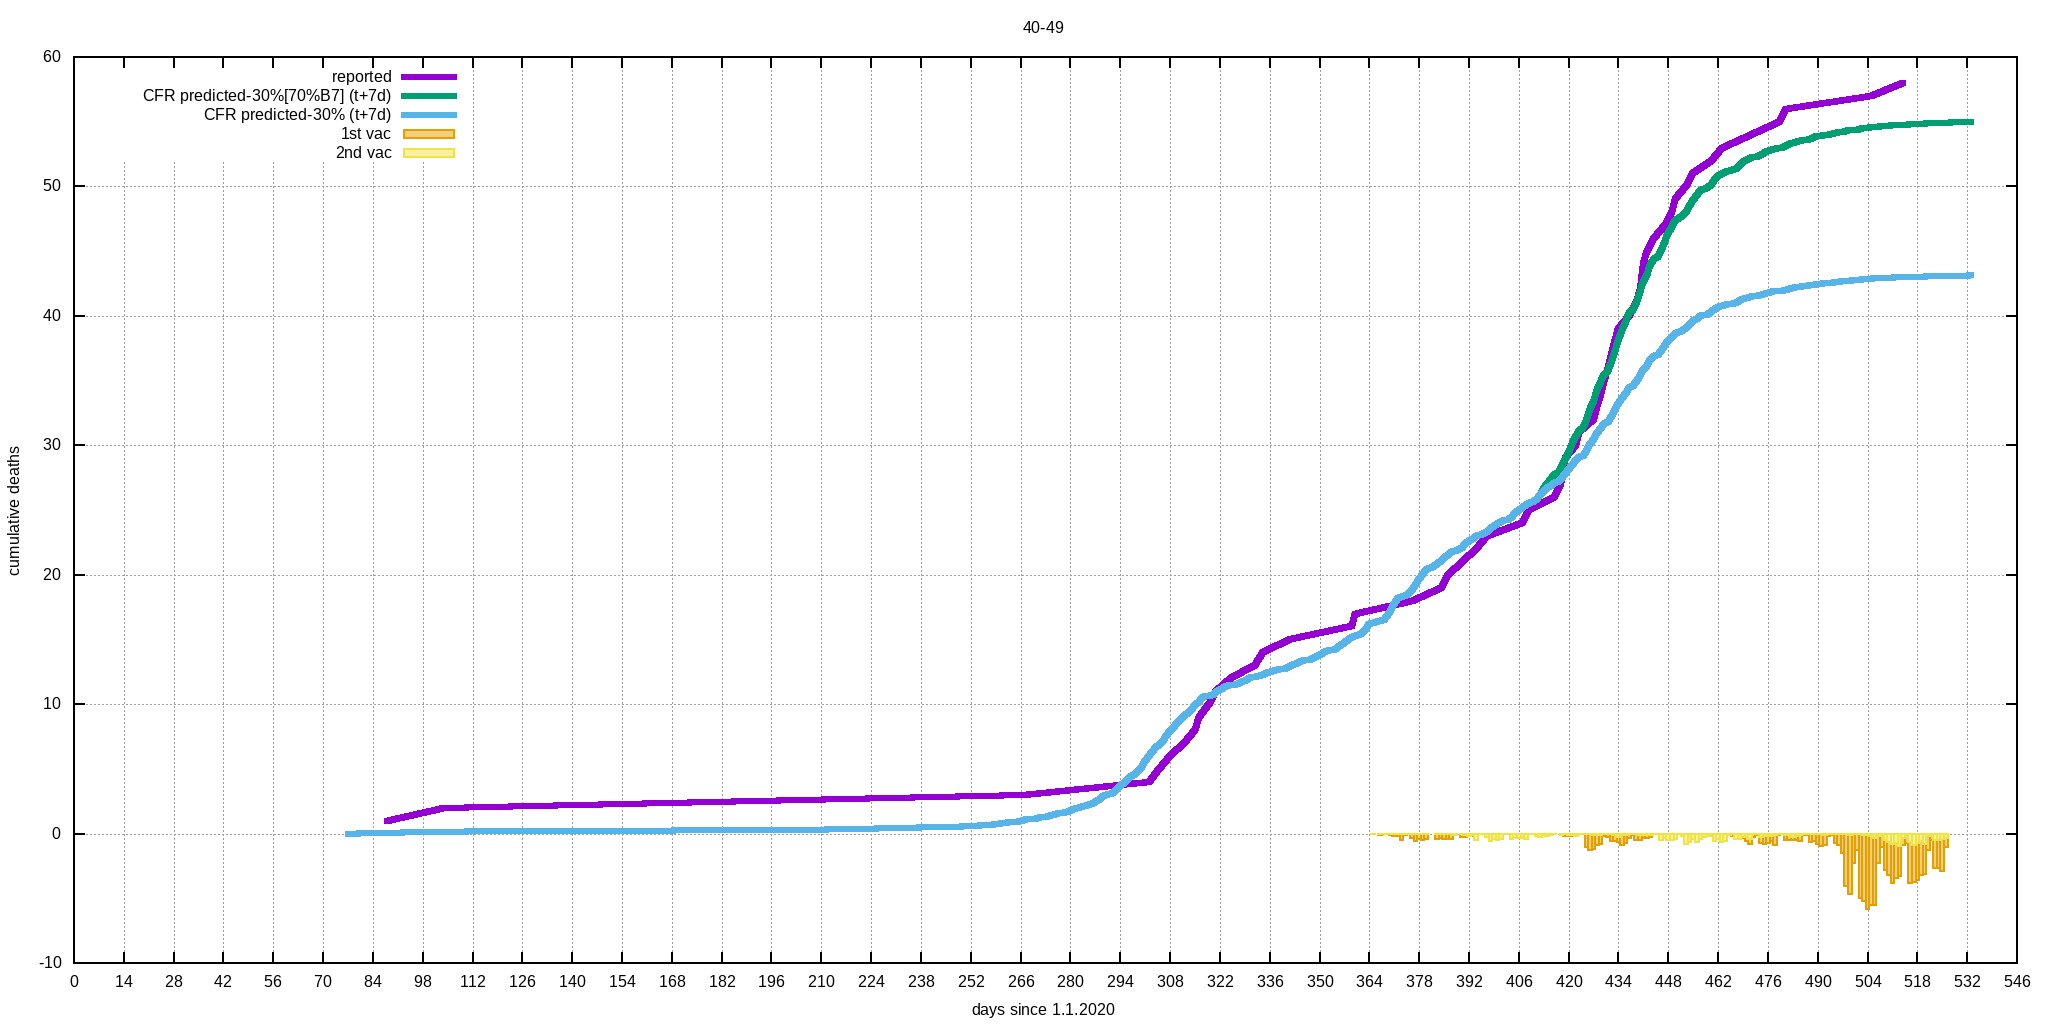 40-49
60
50
40
30
20
10
0
-10
cumulative deaths
reported
CFR predicted-30%[70%B7] (t+7d)
CFR predicted-30% (t+7d)
1st vac
2nd vac
0 14 28 42 56 70 84 98 112 126 140 154 168 182 196 210 224 238 252 266 280 294 308 322 336 350 364 378 392 406 420 434 448 462 476 490 504 518 532 546
days since 1.1.2020